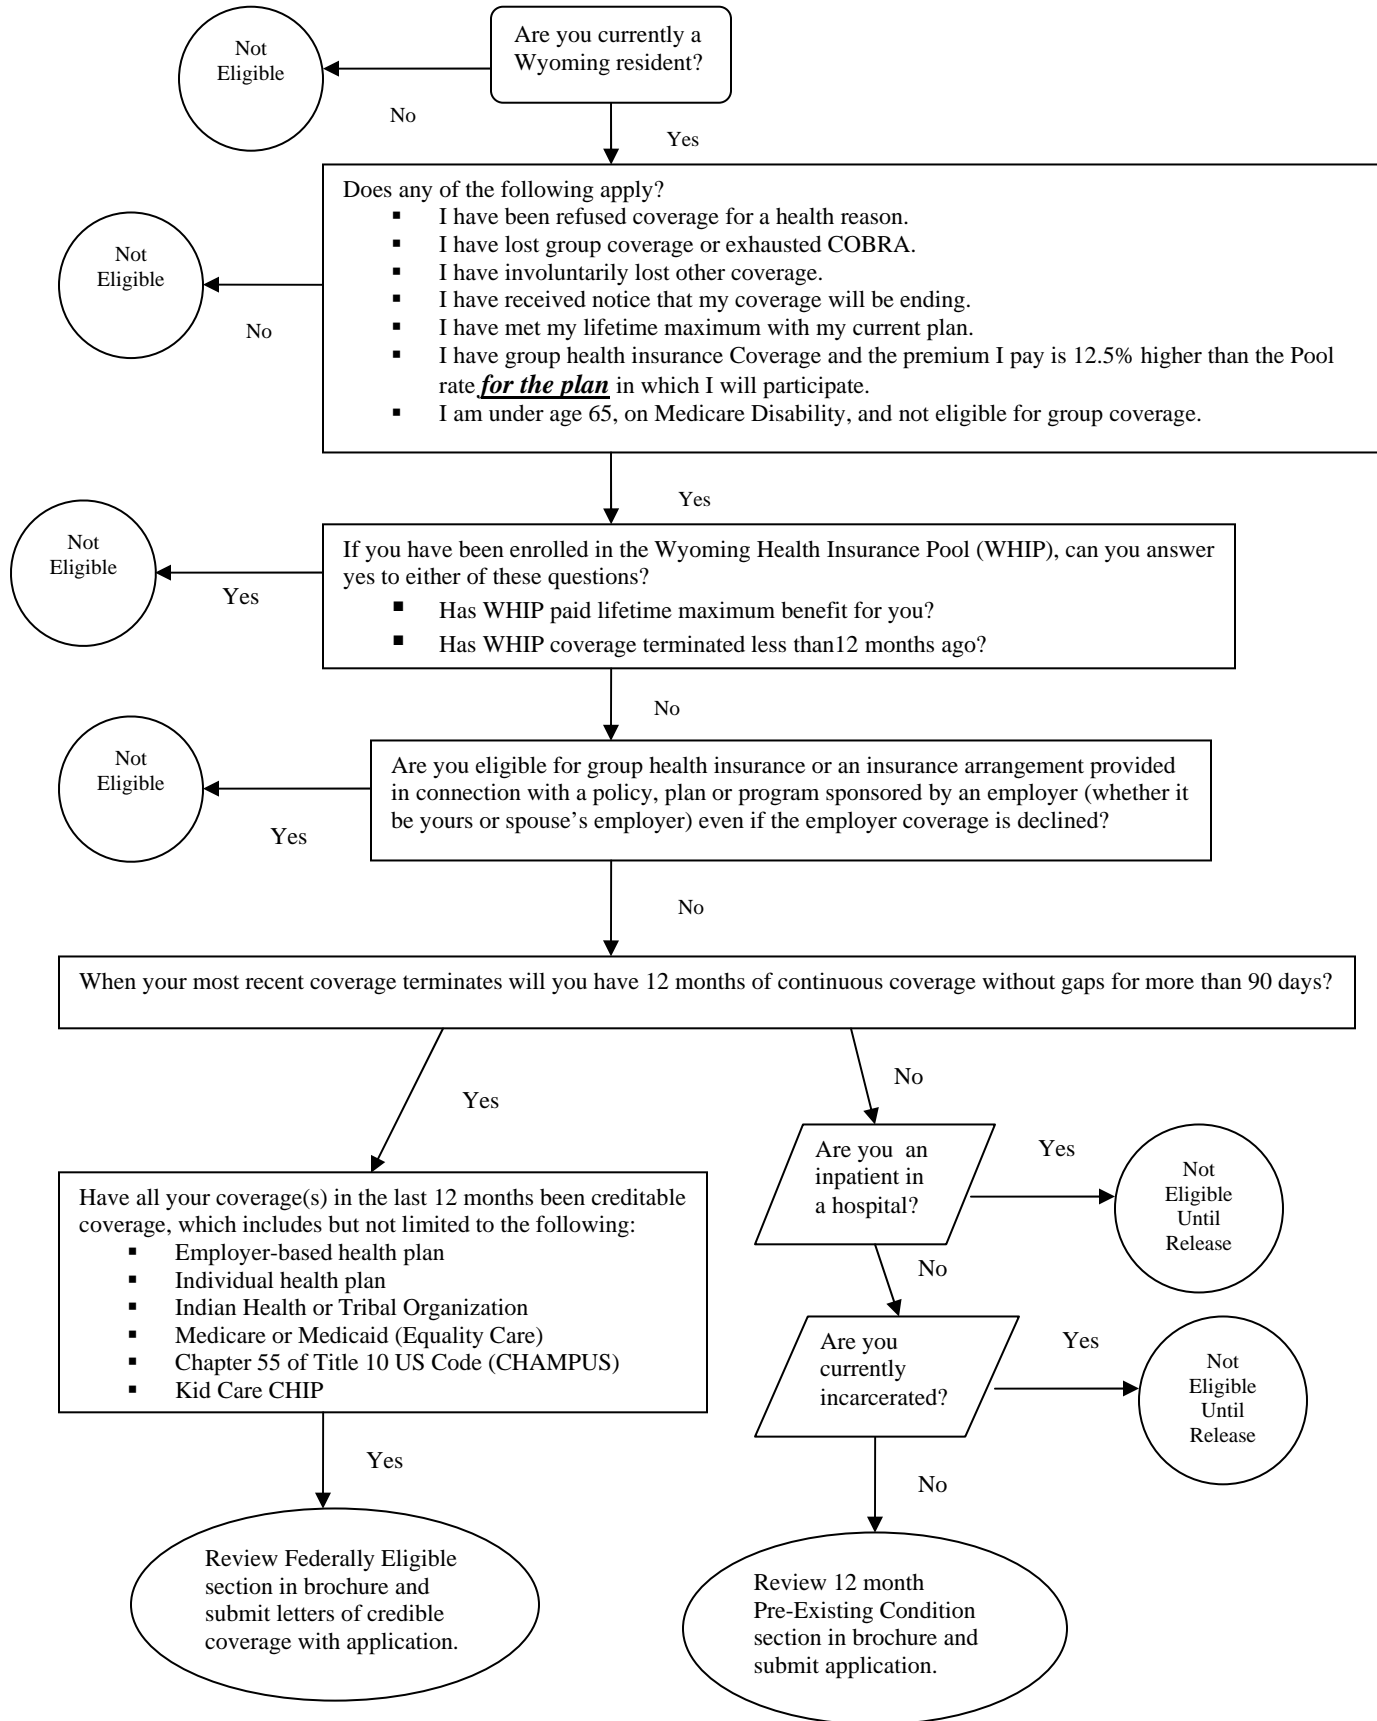 Are you currently a
Wyoming resident?
Not
Eligible
No
Yes
Does any of the following apply?
▪ I have been refused coverage for a health reason.
▪ I have lost group coverage or exhausted COBRA.
▪ I have involuntarily lost other coverage.
▪ I have received notice that my coverage will be ending.
▪ I have met my lifetime maximum with my current plan.
▪ I have group health insurance Coverage and the premium I pay is 12.5% higher than the Pool
rate for the plan in which I will participate.
▪ I am under age 65, on Medicare Disability, and not eligible for group coverage.
Not
Eligible
No
Yes
If you have been enrolled in the Wyoming Health Insurance Pool (WHIP), can you answer
yes to either of these questions?
▪ Has WHIP paid lifetime maximum benefit for you?
▪ Has WHIP coverage terminated less than12 months ago?
Not
Eligible
Yes
No
Are you eligible for group health insurance or an insurance arrangement provided
in connection with a policy, plan or program sponsored by an employer (whether it
be yours or spouse's employer) even if the employer coverage is declined?
Not
Eligible
Yes
No
When your most recent coverage terminates will you have 12 months of continuous coverage without gaps for more than 90 days?
Yes
No
Have all your coverage(s) in the last 12 months been creditable
coverage, which includes but not limited to the following:
▪ Employer-based health plan
▪ Individual health plan
▪ Indian Health or Tribal Organization
▪ Medicare or Medicaid (Equality Care)
▪ Chapter 55 of Title 10 US Code (CHAMPUS)
▪ Kid Care CHIP
Yes
Review Federally Eligible
section in brochure and
submit letters of credible
coverage with application.
Are you an
inpatient in
a hospital?
Yes
Not
Eligible
Until
Release
No
Are you
currently
incarcerated?
Yes
Not
Eligible
Until
Release
No
Review 12 month
Pre-Existing Condition
section in brochure and
submit application.